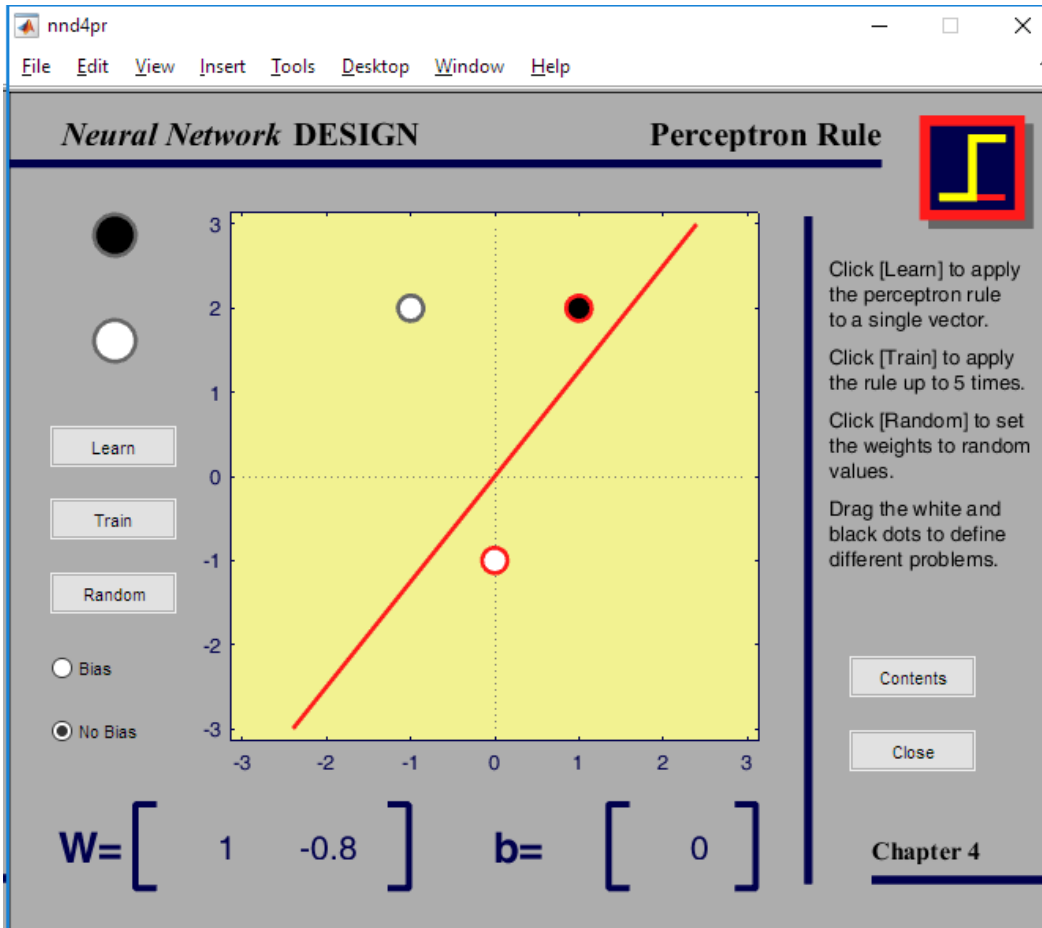 nnd4pr
File Edit View Insert Tools Desktop Window Help
Neural Network DESIGN
Perceptron Rule
Click [Learn] to apply
the perceptron rule
to a single vector.
Click [Train] to apply
the rule up to 5 times.
Click [Random] to set
the weights to random
values.
Drag the white and
black dots to define
different problems.
Learn
Train
Random
Bias
No Bias
3
2
1
0
-1
-2
-3
-3 -2 -1 0 1 2 3
Contents
Close
W= [ 1 -0.8 ] b= [ 0 ]
Chapter 4